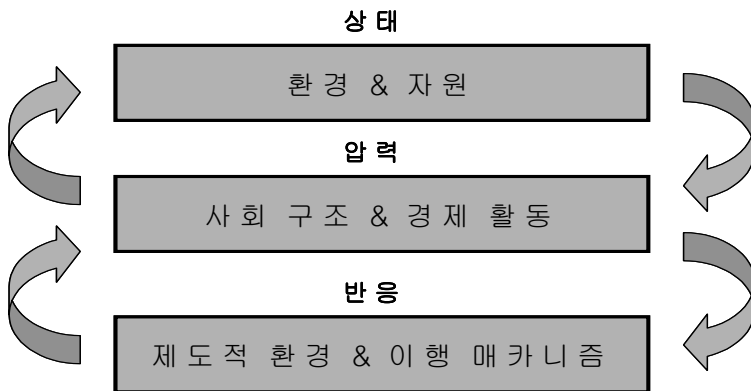 상 태
환 경 & 자 원
압 력
사 회 구 조 & 경 제 활 동
반 응
제 도 적 환 경 & 이 행 매 카 니 즘